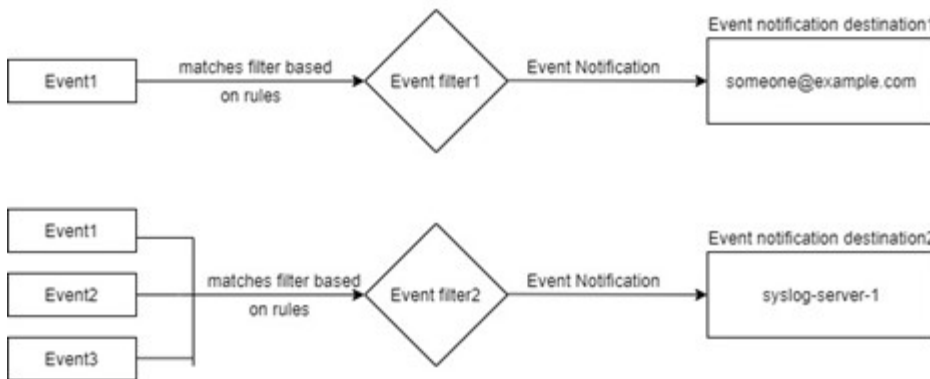 Event notification destination1
Event1
matches filter based
on rules
Event filter1
Event Notification
someone@example.com
Event1
Event2
Event3
matches filter based
on rules
Event filter2
Event Notification
Event notification destination2
syslog-server-1